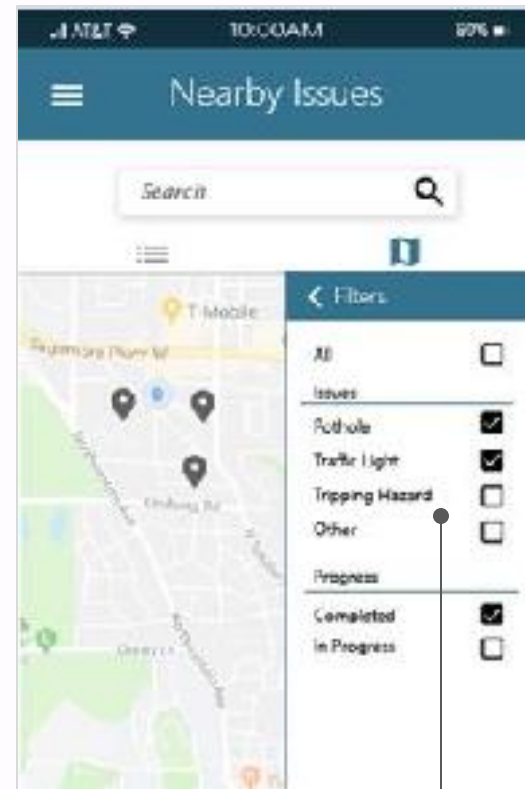 AT&T 10:00AM 80%
Nearby Issues
Search
T-Mobile
Filters
All
Issues
Pothole
Traffic Light
Tripping Hazard
Other
Progress
Completed
In Progress